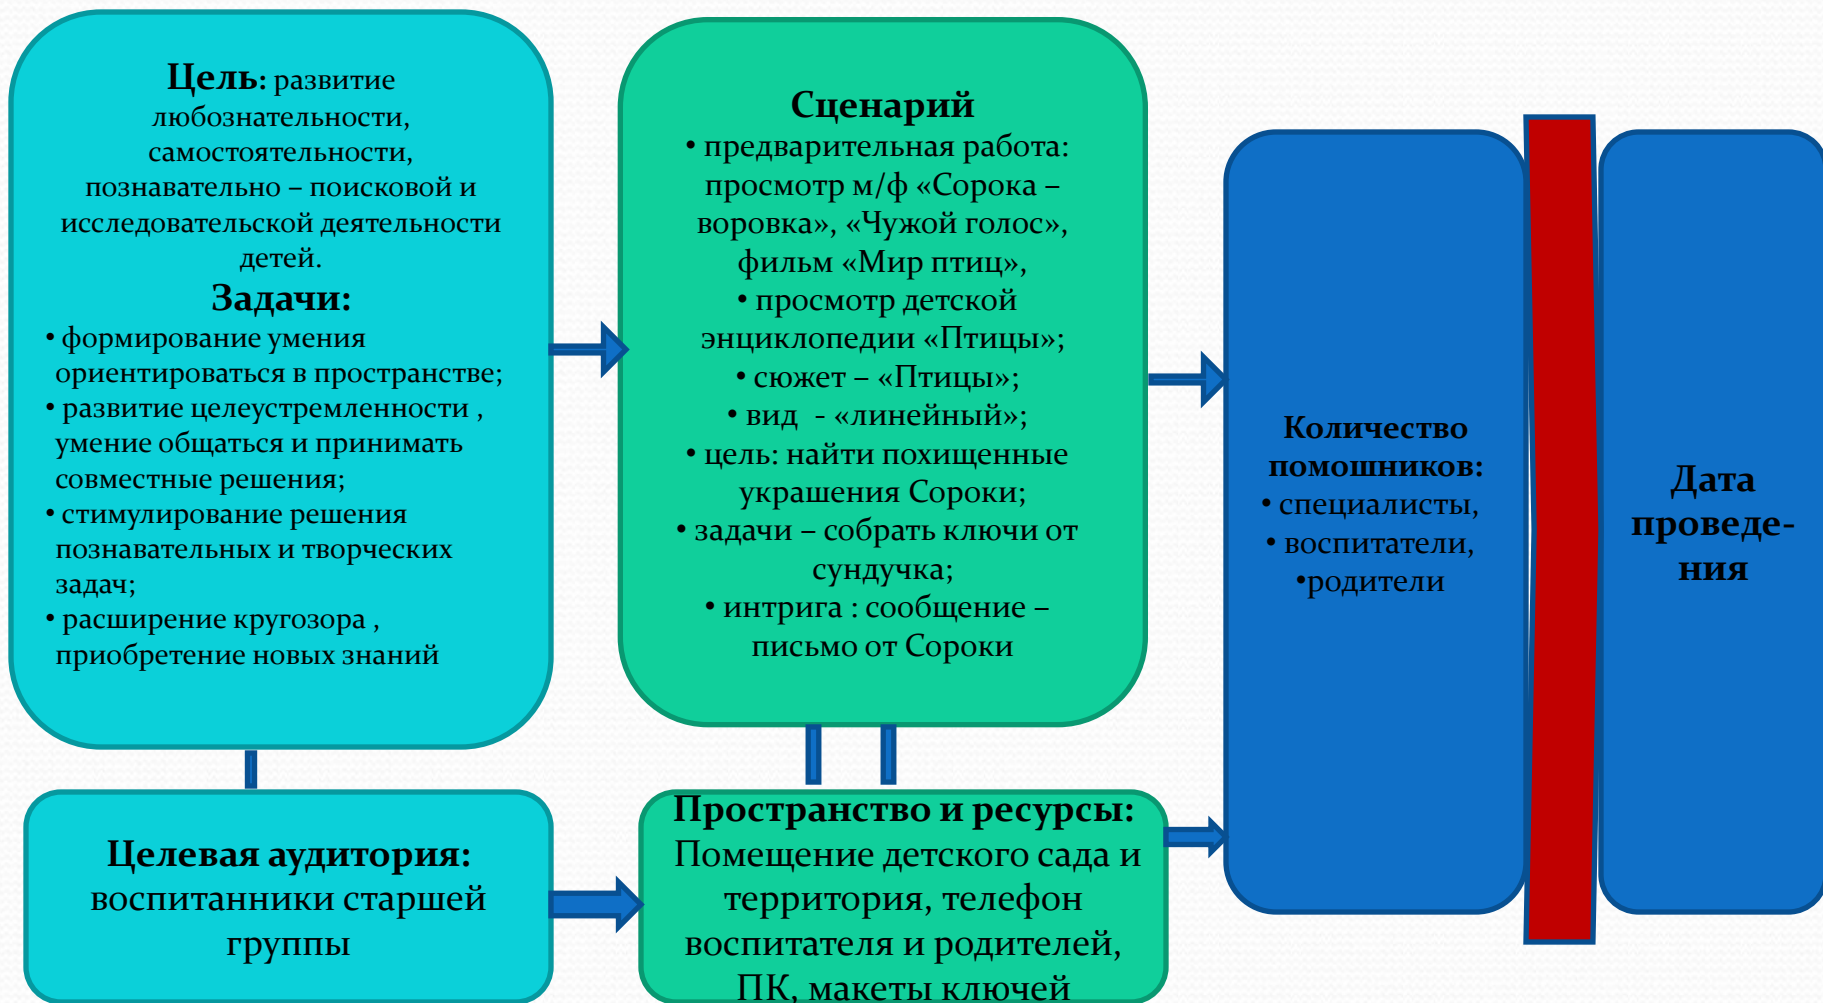 Цель: развитие
любознательности,
самостоятельности,
познавательно – поисковой и
исследовательской деятельности
детей.
Задачи:
• формирование умения
ориентироваться в пространстве;
• развитие целеустремленности ,
умение общаться и принимать
совместные решения;
• стимулирование решения
познавательных и творческих
задач;
• расширение кругозора ,
приобретение новых знаний
Целевая аудитория:
воспитанники старшей
группы
Сценарий
• предварительная работа:
просмотр м/ф «Сорока –
воровка», «Чужой голос»,
фильм «Мир птиц»,
• просмотр детской
энциклопедии «Птицы»;
• сюжет – «Птицы»;
• вид - «линейный»;
• цель: найти похищенные
украшения Сороки;
• задачи – собрать ключи от
сундучка;
• интрига : сообщение –
письмо от Сороки
Пространство и ресурсы:
Помещение детского сада и
территория, телефон
воспитателя и родителей,
ПК, макеты ключей
Количество
помошников:
• специалисты,
• воспитатели,
•родители
Дата
проведе-
ния